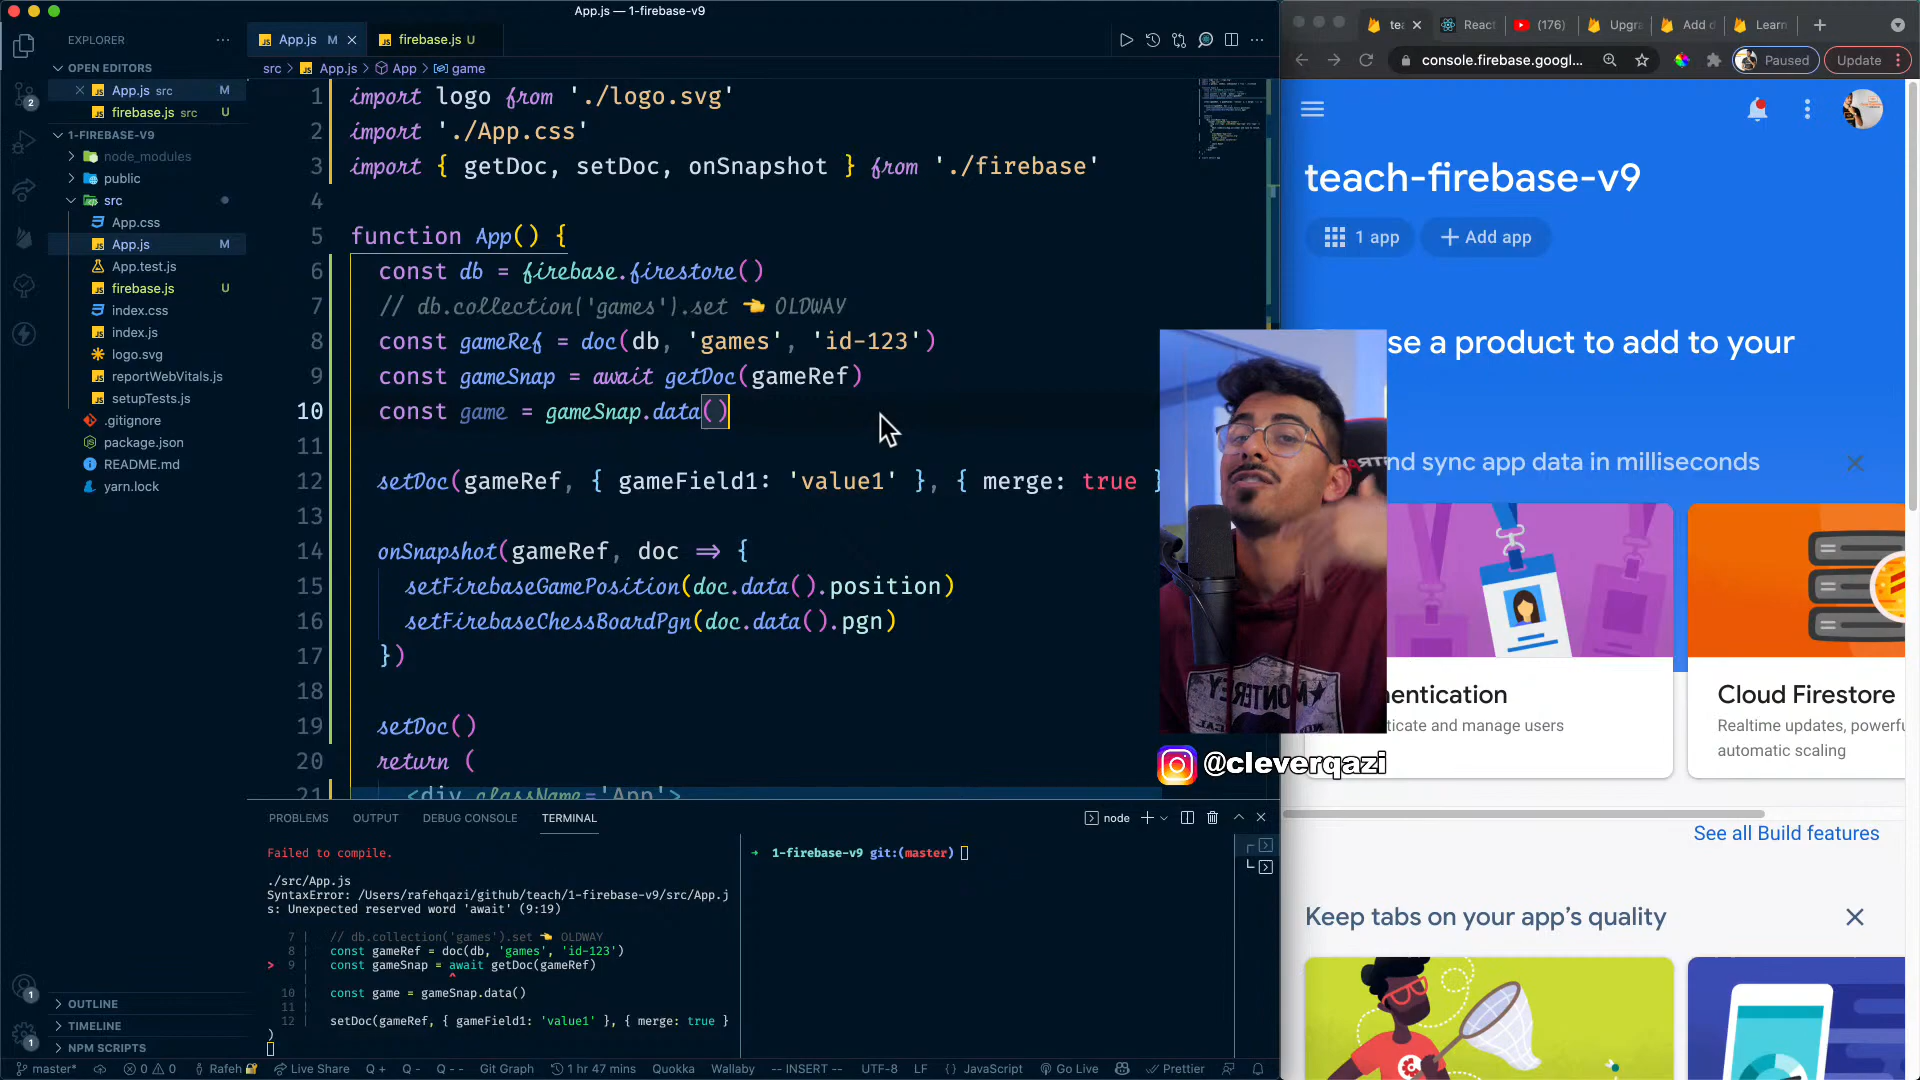 App.js — 1-firebase-v9
EXPLORER
OPEN EDITORS
App.js src M
firebase.js src U
1-FIREBASE-V9
node_modules
public
src
App.css
App.js M
App.test.js
firebase.js U
index.css
index.js
logo.svg
reportWebVitals.js
setupTests.js
.gitignore
package.json
README.md
yarn.lock
OUTLINE
TIMELINE
NPM SCRIPTS
2
1
1
App.js M
firebase.js U
src > App.js > App > game
1 import logo from './logo.svg'
2 import './App.css'
3 import { getDoc, setDoc, onSnapshot } from './firebase'
4
5 function App() {
6 const db = firebase.firestore()
7 // db.collection('games').set 👈 OLDWAY
8 const gameRef = doc(db, 'games', 'id-123')
9 const gameSnap = await getDoc(gameRef)
10 const game = gameSnap.data()
11
12 setDoc(gameRef, { gameField1: 'value1' }, { merge: true }
13
14 onSnapshot(gameRef, doc => {
15 setFirebaseGamePosition(doc.data().position)
16 setFirebaseChessBoardPgn(doc.data().pgn)
17 })
18
19 setDoc()
20 return (
21 <div className='App'>
PROBLEMS OUTPUT DEBUG CONSOLE TERMINAL
node
Failed to compile.
./src/App.js
SyntaxError: /Users/rafehqazi/github/teach/1-firebase-v9/src/App.j
s: Unexpected reserved word 'await' (9:19)
7 | // db.collection('games').set 👈 OLDWAY
8 | const gameRef = doc(db, 'games', 'id-123')
> 9 | const gameSnap = await getDoc(gameRef)
| ^
10 | const game = gameSnap.data()
11 |
12 | setDoc(gameRef, { gameField1: 'value1' }, { merge: true }
)
→ 1-firebase-v9 git:(master)
master* 0 0 Rafeh Live Share Q + Q - Q -- Git Graph 1 hr 47 mins Quokka Wallaby -- INSERT -- UTF-8 LF JavaScript Go Live Prettier
tea
React
(176)
Upgra
Add d
Learn
console.firebase.googl...
Paused
Update
teach-firebase-v9
1 app
+ Add app
se a product to add to your
nd sync app data in milliseconds
MONTEREY
@cleverqazi
entication
ticate and manage users
Cloud Firestore
Realtime updates, powerfu
automatic scaling
See all Build features
Keep tabs on your app's quality